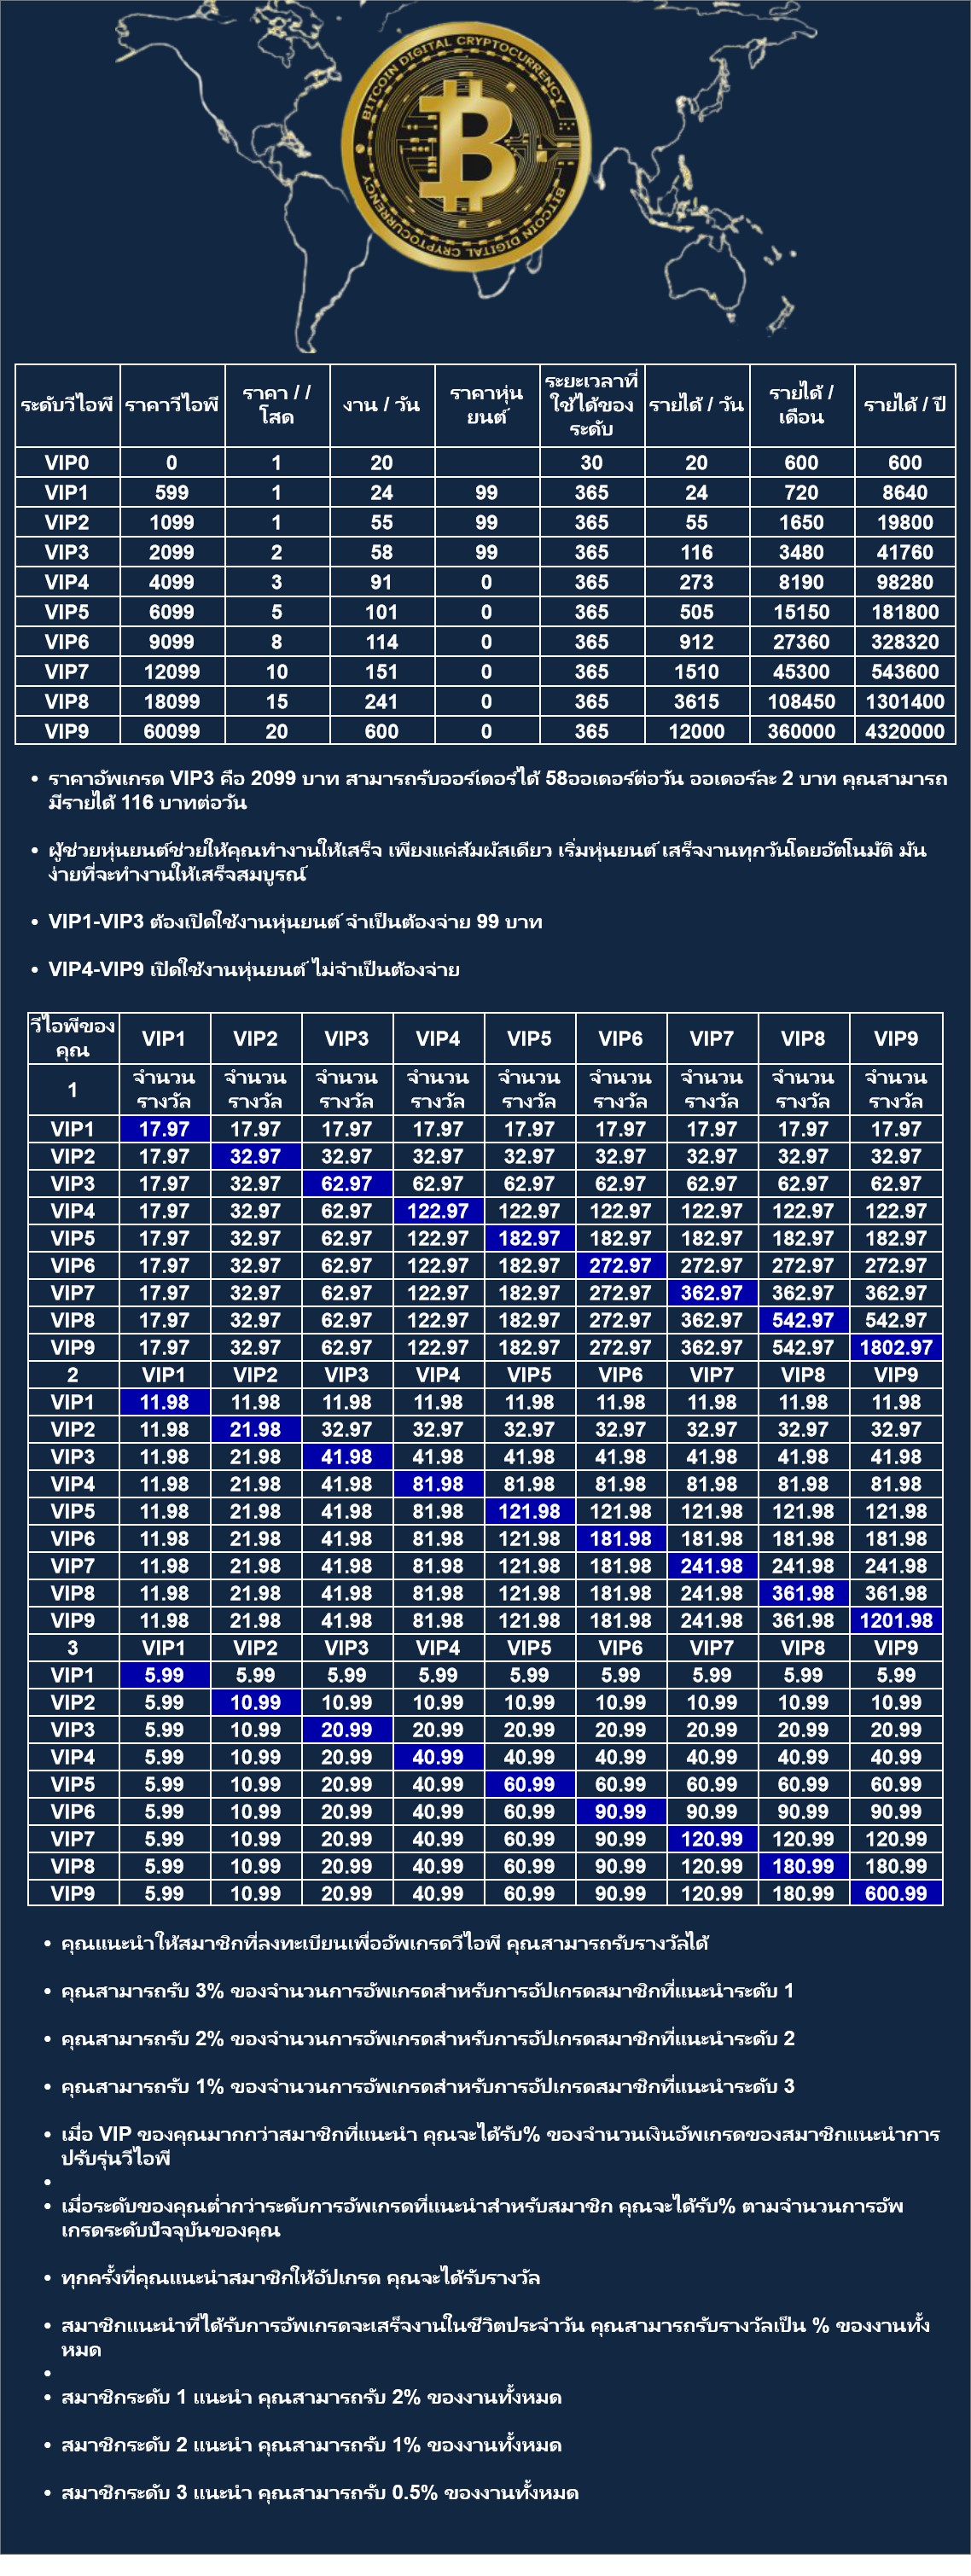 BITCOIN DIGITAL CRYPTOCURRENCY
BITCOIN DIGITAL CRYPTOCURRENCY
ระดับวีไอพี ราคาวีไอพี ราคา / / โสด งาน / วัน ราคาหุ่นยนต์ ระยะเวลาที่ใช้ได้ของระดับ รายได้ / วัน รายได้ / เดือน รายได้ / ปี
VIP0 0 1 20 30 20 600 600
VIP1 599 1 24 99 365 24 720 8640
VIP2 1099 1 55 99 365 55 1650 19800
VIP3 2099 2 58 99 365 116 3480 41760
VIP4 4099 3 91 0 365 273 8190 98280
VIP5 6099 5 101 0 365 505 15150 181800
VIP6 9099 8 114 0 365 912 27360 328320
VIP7 12099 10 151 0 365 1510 45300 543600
VIP8 18099 15 241 0 365 3615 108450 1301400
VIP9 60099 20 600 0 365 12000 360000 4320000
• ราคาอัพเกรด VIP3 คือ 2099 บาท สามารถรับออร์เดอร์ได้ 58ออเดอร์ต่อวัน ออเดอร์ละ 2 บาท คุณสามารถ
มีรายได้ 116 บาทต่อวัน
• ผู้ช่วยหุ่นยนต์ช่วยให้คุณทำงานให้เสร็จ เพียงแค่สัมผัสเดียว เริ่มหุ่นยนต์ เสร็จงานทุกวันโดยอัตโนมัติ มัน
ง่ายที่จะทำงานให้เสร็จสมบูรณ์
• VIP1-VIP3 ต้องเปิดใช้งานหุ่นยนต์ จำเป็นต้องจ่าย 99 บาท
• VIP4-VIP9 เปิดใช้งานหุ่นยนต์ ไม่จำเป็นต้องจ่าย
วีไอพีของคุณ VIP1 VIP2 VIP3 VIP4 VIP5 VIP6 VIP7 VIP8 VIP9
1 จำนวนรางวัล จำนวนรางวัล จำนวนรางวัล จำนวนรางวัล จำนวนรางวัล จำนวนรางวัล จำนวนรางวัล จำนวนรางวัล จำนวนรางวัล
VIP1 17.97 17.97 17.97 17.97 17.97 17.97 17.97 17.97 17.97
VIP2 17.97 32.97 32.97 32.97 32.97 32.97 32.97 32.97 32.97
VIP3 17.97 32.97 62.97 62.97 62.97 62.97 62.97 62.97 62.97
VIP4 17.97 32.97 62.97 122.97 122.97 122.97 122.97 122.97 122.97
VIP5 17.97 32.97 62.97 122.97 182.97 182.97 182.97 182.97 182.97
VIP6 17.97 32.97 62.97 122.97 182.97 272.97 272.97 272.97 272.97
VIP7 17.97 32.97 62.97 122.97 182.97 272.97 362.97 362.97 362.97
VIP8 17.97 32.97 62.97 122.97 182.97 272.97 362.97 542.97 542.97
VIP9 17.97 32.97 62.97 122.97 182.97 272.97 362.97 542.97 1802.97
2 VIP1 VIP2 VIP3 VIP4 VIP5 VIP6 VIP7 VIP8 VIP9
VIP1 11.98 11.98 11.98 11.98 11.98 11.98 11.98 11.98 11.98
VIP2 11.98 21.98 32.97 32.97 32.97 32.97 32.97 32.97 32.97
VIP3 11.98 21.98 41.98 41.98 41.98 41.98 41.98 41.98 41.98
VIP4 11.98 21.98 41.98 81.98 81.98 81.98 81.98 81.98 81.98
VIP5 11.98 21.98 41.98 81.98 121.98 121.98 121.98 121.98 121.98
VIP6 11.98 21.98 41.98 81.98 121.98 181.98 181.98 181.98 181.98
VIP7 11.98 21.98 41.98 81.98 121.98 181.98 241.98 241.98 241.98
VIP8 11.98 21.98 41.98 81.98 121.98 181.98 241.98 361.98 361.98
VIP9 11.98 21.98 41.98 81.98 121.98 181.98 241.98 361.98 1201.98
3 VIP1 VIP2 VIP3 VIP4 VIP5 VIP6 VIP7 VIP8 VIP9
VIP1 5.99 5.99 5.99 5.99 5.99 5.99 5.99 5.99 5.99
VIP2 5.99 10.99 10.99 10.99 10.99 10.99 10.99 10.99 10.99
VIP3 5.99 10.99 20.99 20.99 20.99 20.99 20.99 20.99 20.99
VIP4 5.99 10.99 20.99 40.99 40.99 40.99 40.99 40.99 40.99
VIP5 5.99 10.99 20.99 40.99 60.99 60.99 60.99 60.99 60.99
VIP6 5.99 10.99 20.99 40.99 60.99 90.99 90.99 90.99 90.99
VIP7 5.99 10.99 20.99 40.99 60.99 90.99 120.99 120.99 120.99
VIP8 5.99 10.99 20.99 40.99 60.99 90.99 120.99 180.99 180.99
VIP9 5.99 10.99 20.99 40.99 60.99 90.99 120.99 180.99 600.99
• คุณแนะนำให้สมาชิกที่ลงทะเบียนเพื่ออัพเกรดวีไอพี คุณสามารถรับรางวัลได้
• คุณสามารถรับ 3% ของจำนวนการอัพเกรดสำหรับการอัปเกรดสมาชิกที่แนะนำระดับ 1
• คุณสามารถรับ 2% ของจำนวนการอัพเกรดสำหรับการอัปเกรดสมาชิกที่แนะนำระดับ 2
• คุณสามารถรับ 1% ของจำนวนการอัพเกรดสำหรับการอัปเกรดสมาชิกที่แนะนำระดับ 3
• เมื่อ VIP ของคุณมากกว่าสมาชิกที่แนะนำ คุณจะได้รับ% ของจำนวนเงินอัพเกรดของสมาชิกแนะนำการ
ปรับรุ่นวีไอพี
•
• เมื่อระดับของคุณต่ำกว่าระดับการอัพเกรดที่แนะนำสำหรับสมาชิก คุณจะได้รับ% ตามจำนวนการอัพ
เกรดระดับปัจจุบันของคุณ
• ทุกครั้งที่คุณแนะนำสมาชิกให้อัปเกรด คุณจะได้รับรางวัล
• สมาชิกแนะนำที่ได้รับการอัพเกรดจะเสร็จงานในชีวิตประจำวัน คุณสามารถรับรางวัลเป็น % ของงานทั้ง
หมด
•
• สมาชิกระดับ 1 แนะนำ คุณสามารถรับ 2% ของงานทั้งหมด
• สมาชิกระดับ 2 แนะนำ คุณสามารถรับ 1% ของงานทั้งหมด
• สมาชิกระดับ 3 แนะนำ คุณสามารถรับ 0.5% ของงานทั้งหมด